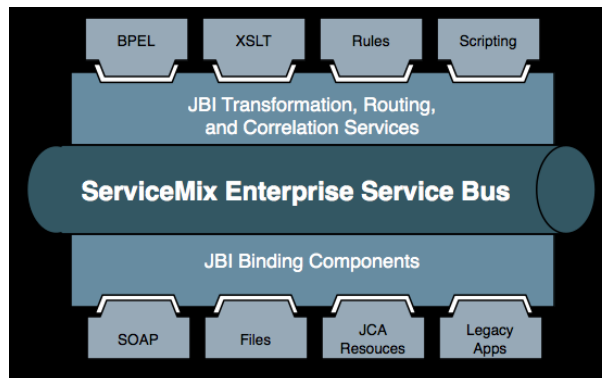 BPEL
XSLT
Rules
Scripting
JBI Transformation, Routing,
and Correlation Services
ServiceMix Enterprise Service Bus
JBI Binding Components
SOAP
Files
JCA
Resouces
Legacy
Apps